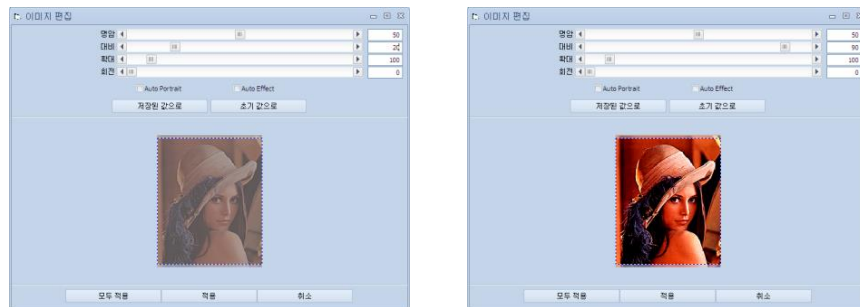 이미지 편집
명암 50
대비 20
확대 100
회전 0
Auto Portrait Auto Effect
저장된 값으로 초기 값으로
모두 적용 적용 취소
이미지 편집
명암 50
대비 90
확대 100
회전 0
Auto Portrait Auto Effect
저장된 값으로 초기 값으로
모두 적용 적용 취소